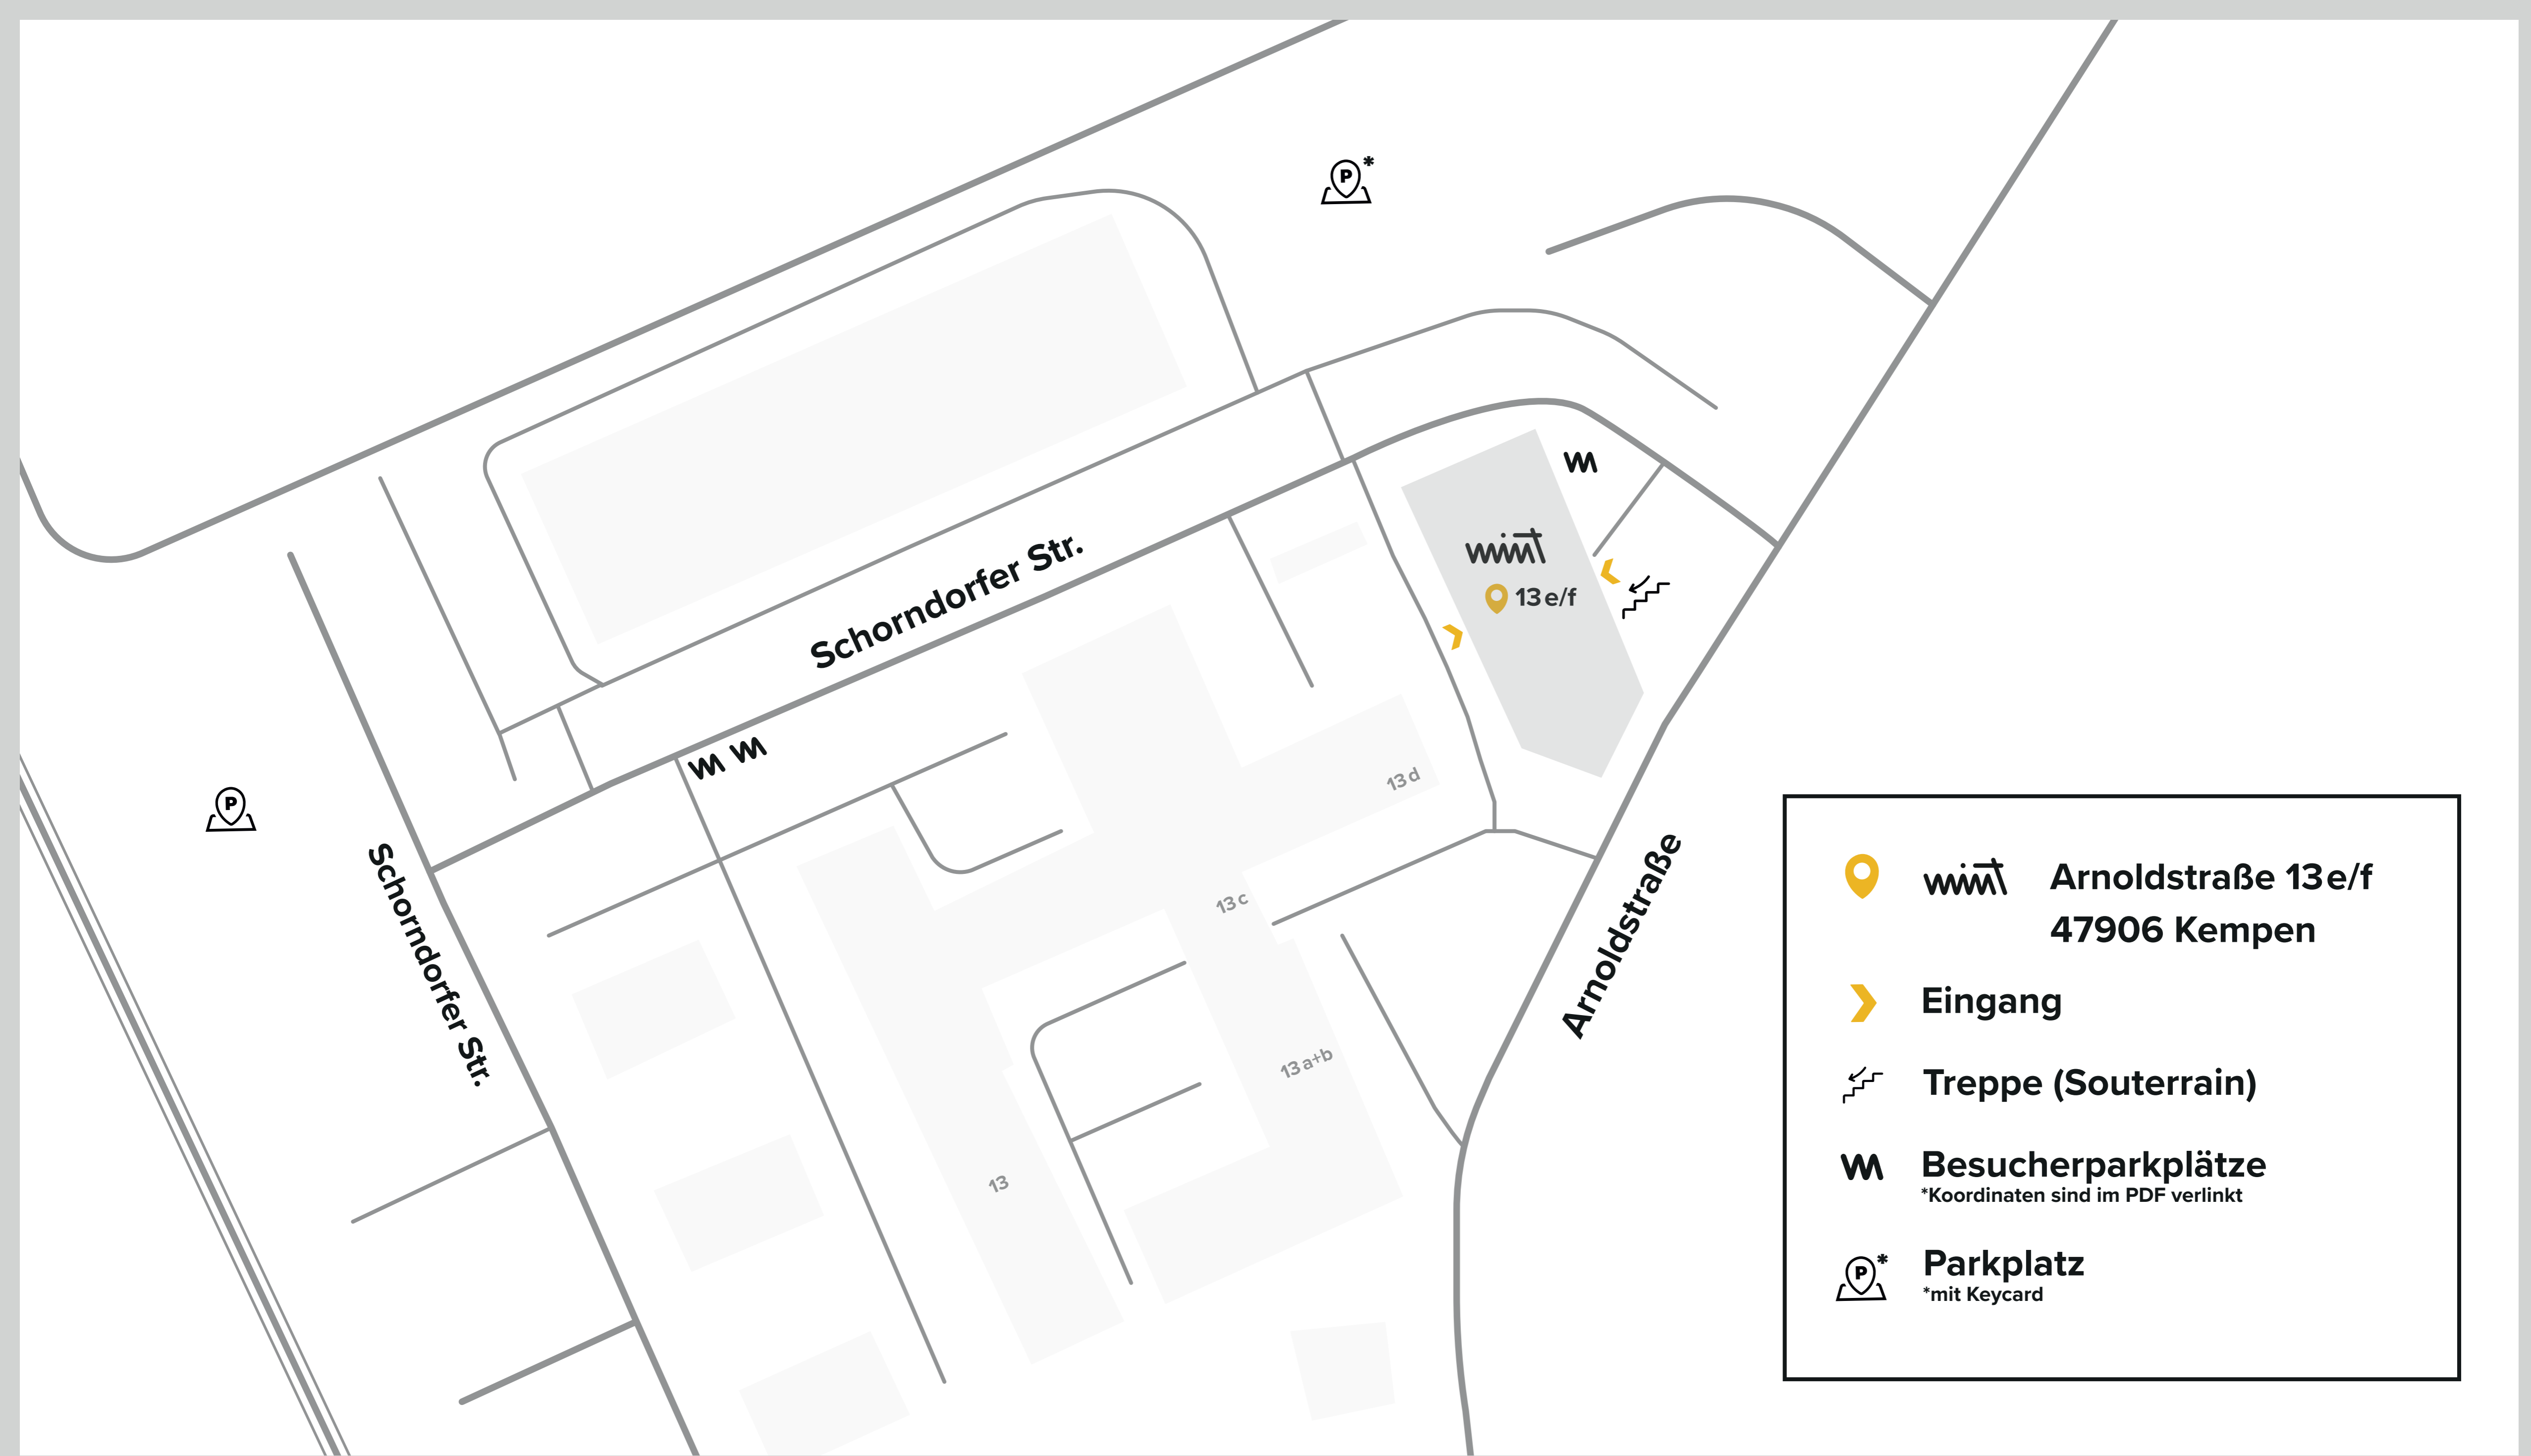 P*
Schorndorfer Str.
wimt
13 e/f
P
Schorndorfer Str.
13 d
13 c
13 a+b
13
Arnoldstraße
wimt Arnoldstraße 13 e/f
47906 Kempen
Eingang
Treppe (Souterrain)
Besucherparkplätze
*Koordinaten sind im PDF verlinkt
P* Parkplatz
*mit Keycard